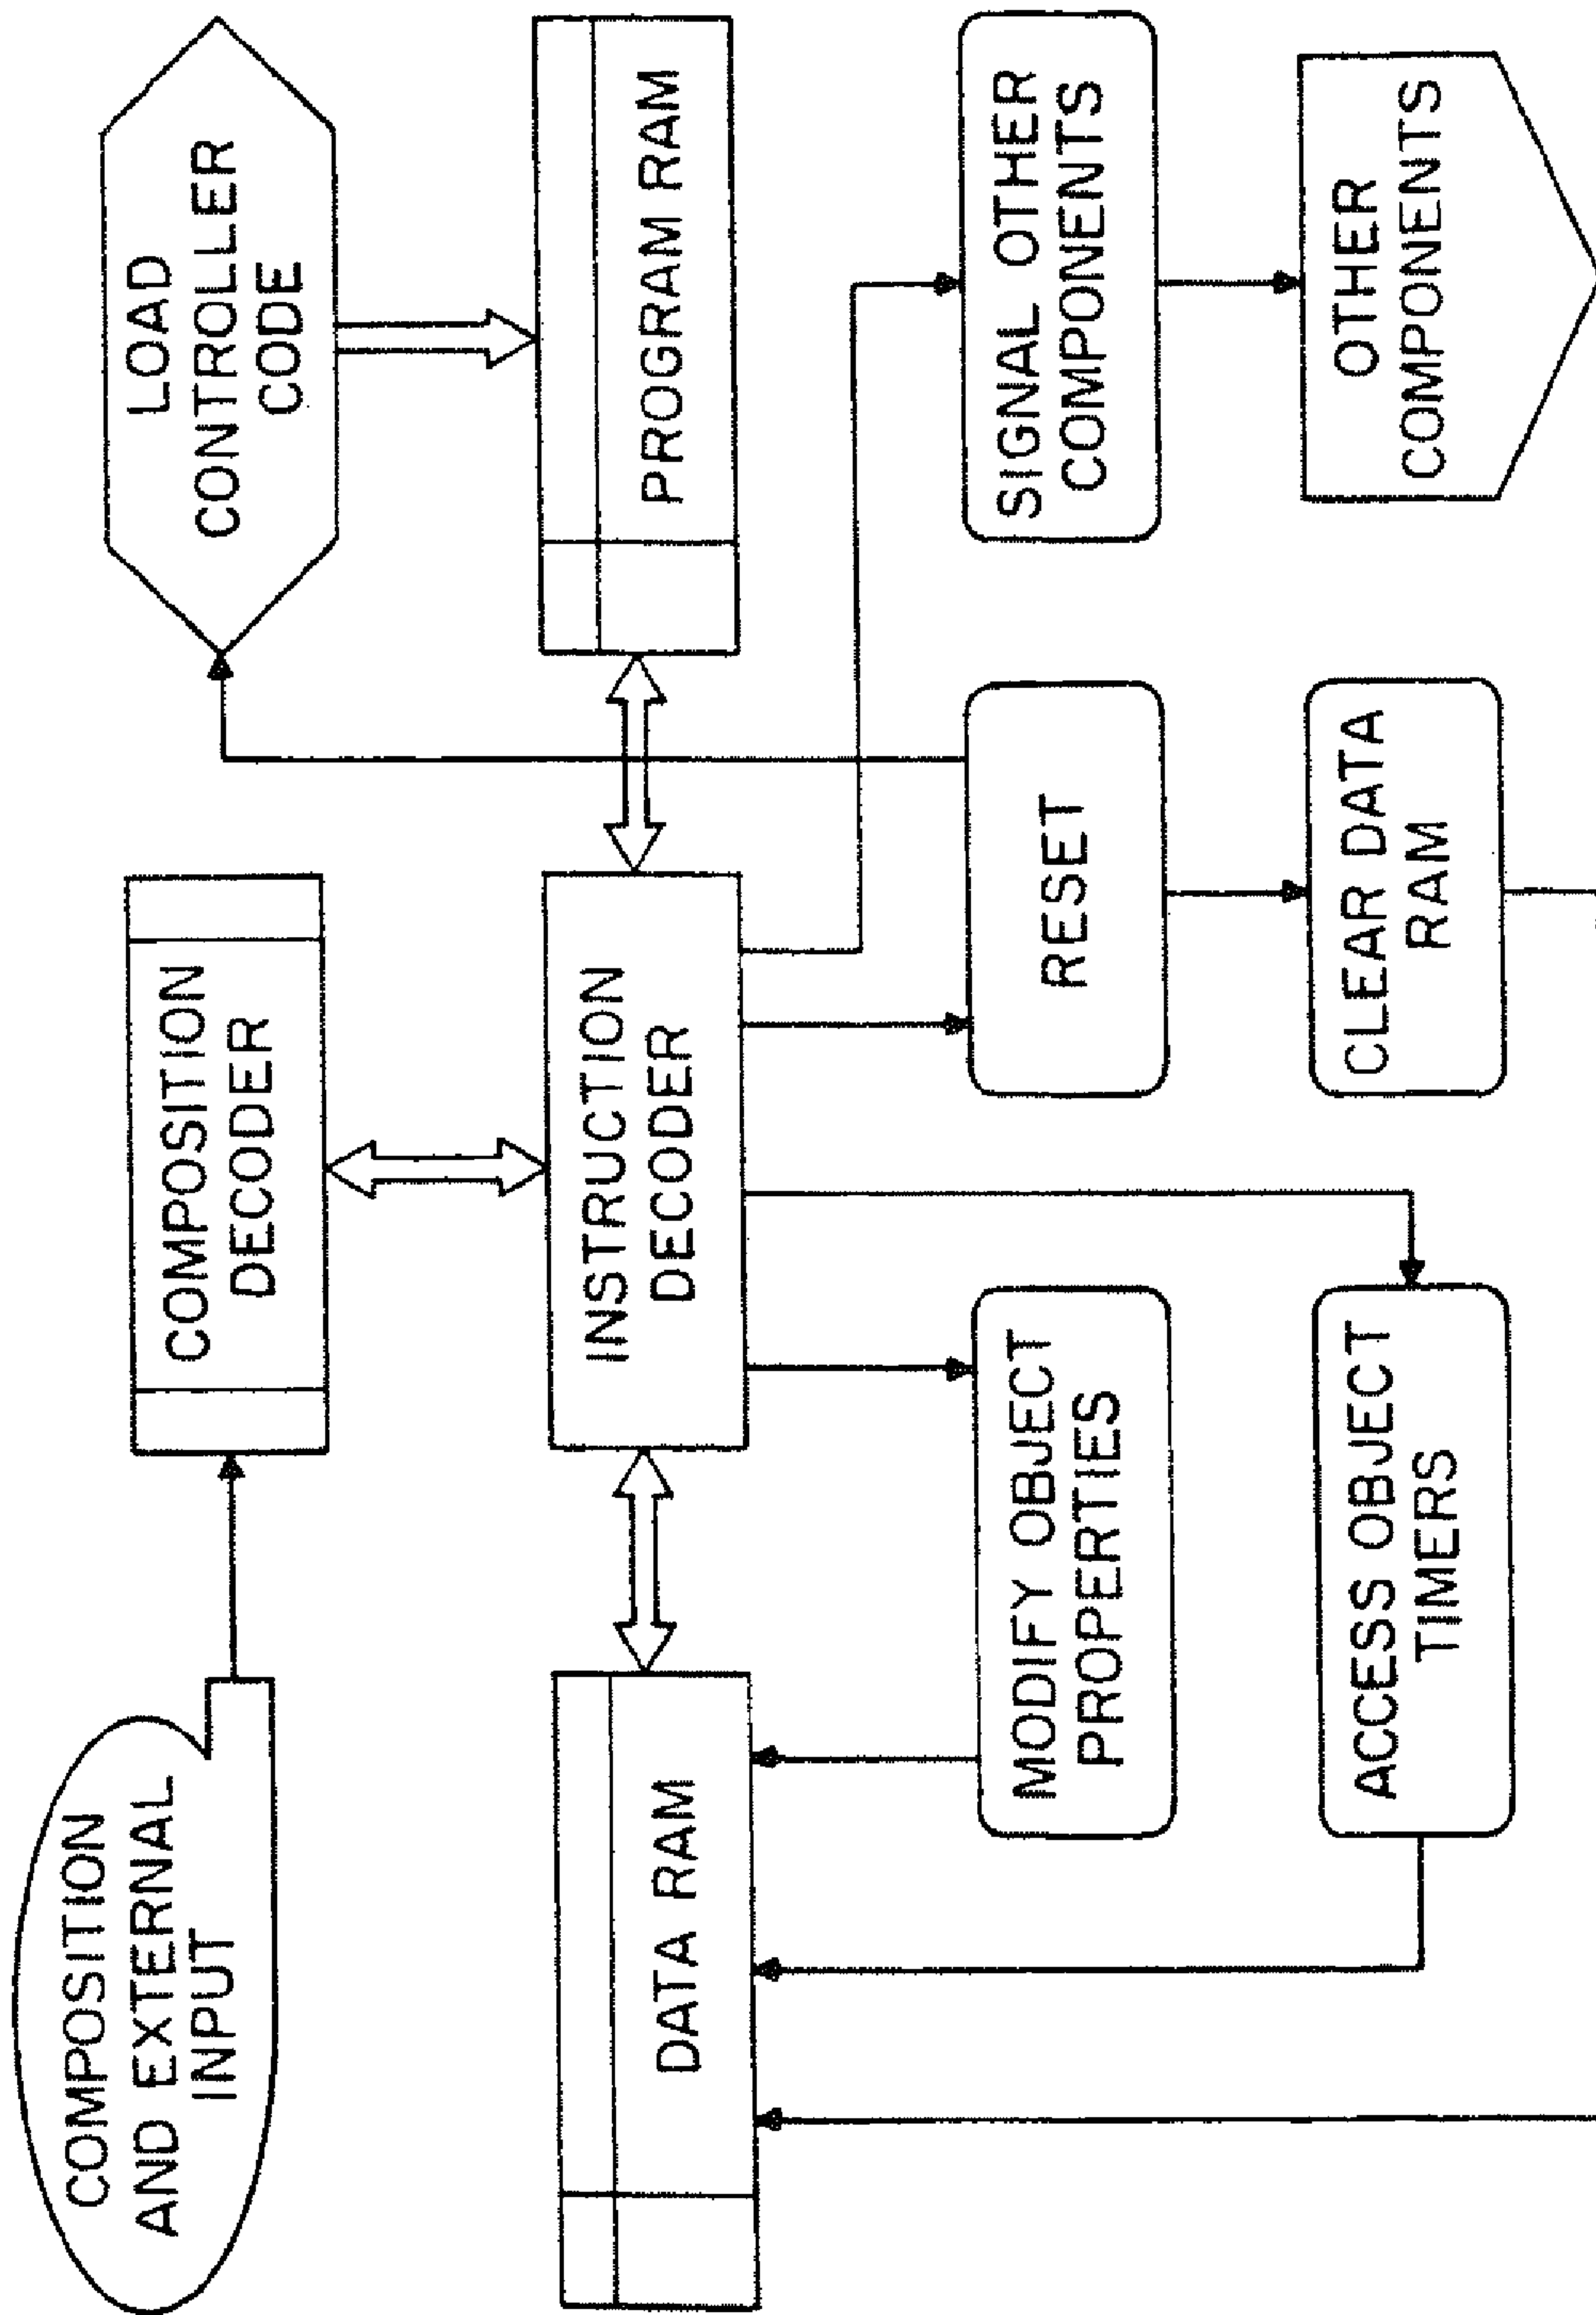 COMPOSITION
AND EXTERNAL
INPUT
COMPOSITION
DECODER
LOAD
CONTROLLER
CODE
DATA RAM
INSTRUCTION
DECODER
PROGRAM RAM
MODIFY OBJECT
PROPERTIES
RESET
SIGNAL OTHER
COMPONENTS
ACCESS OBJECT
TIMERS
CLEAR DATA
RAM
OTHER
COMPONENTS